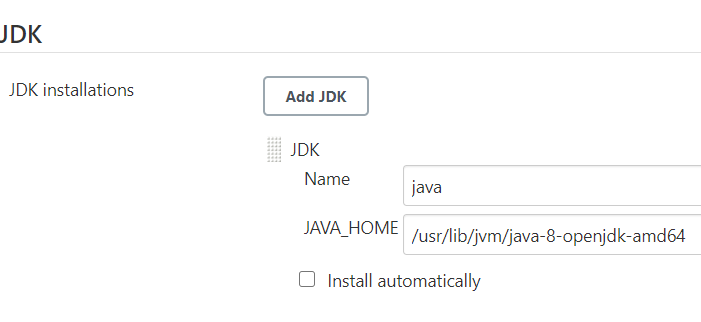 JDK
JDK installations
Add JDK
JDK
Name
java
JAVA_HOME
/usr/lib/jvm/java-8-openjdk-amd64
Install automatically